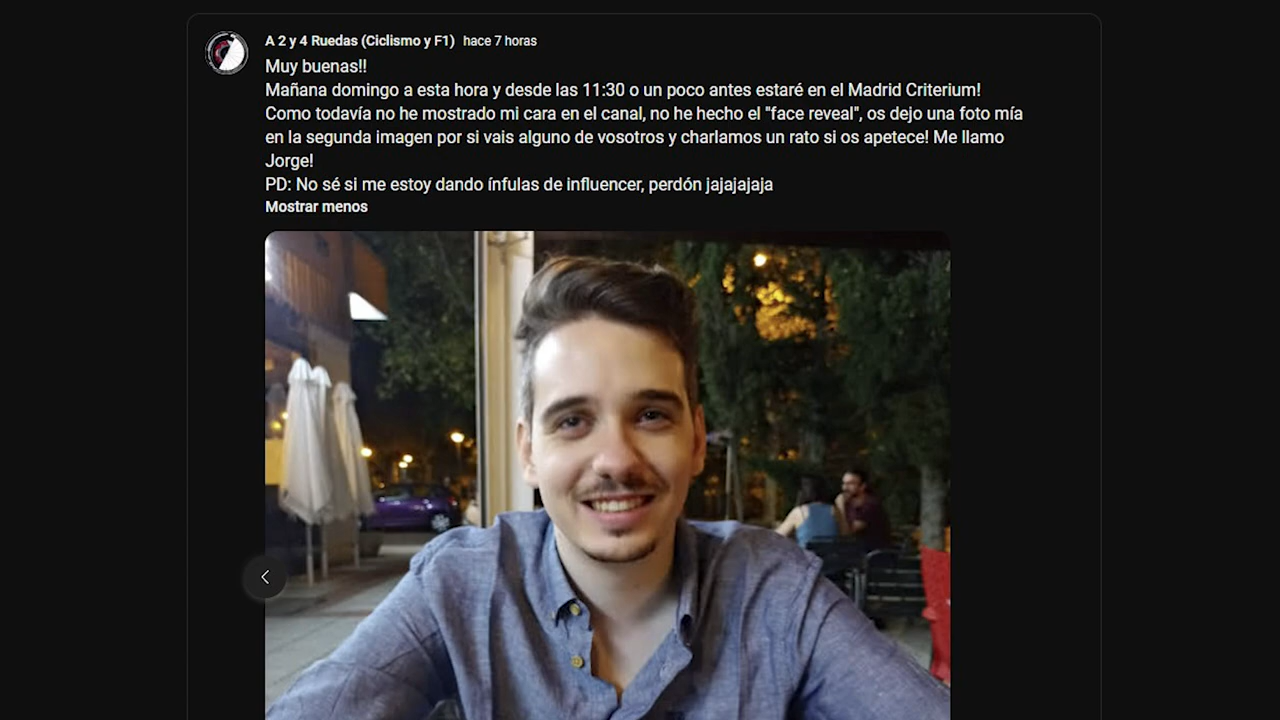 A 2 y 4 Ruedas (Ciclismo y F1) hace 7 horas
Muy buenas!!
Mañana domingo a esta hora y desde las 11:30 o un poco antes estaré en el Madrid Criterium!
Como todavía no he mostrado mi cara en el canal, no he hecho el "face reveal", os dejo una foto mía
en la segunda imagen por si vais alguno de vosotros y charlamos un rato si os apetece! Me llamo
Jorge!
PD: No sé si me estoy dando ínfulas de influencer, perdón jajajajaja
Mostrar menos